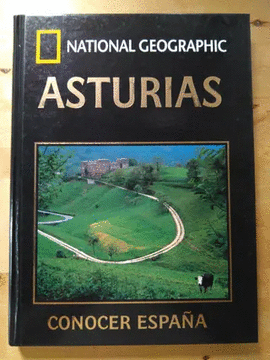 NATIONAL GEOGRAPHIC
ASTURIAS
CONOCER ESPAÑA